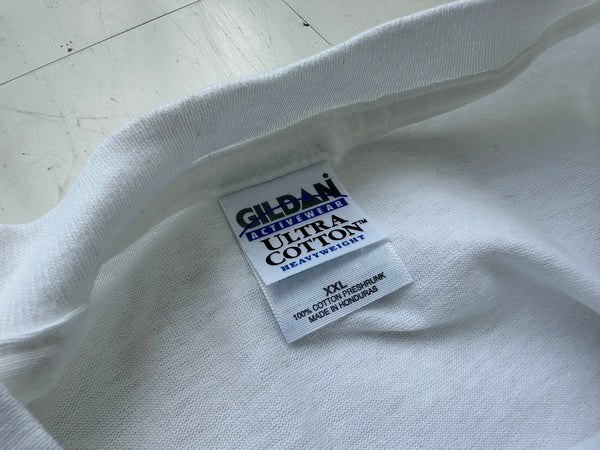 GILDAN
ACTIVEWEAR
ULTRA
COTTON™
HEAVYWEIGHT
XXL
100% COTTON PRESHRUNK
MADE IN HONDURAS